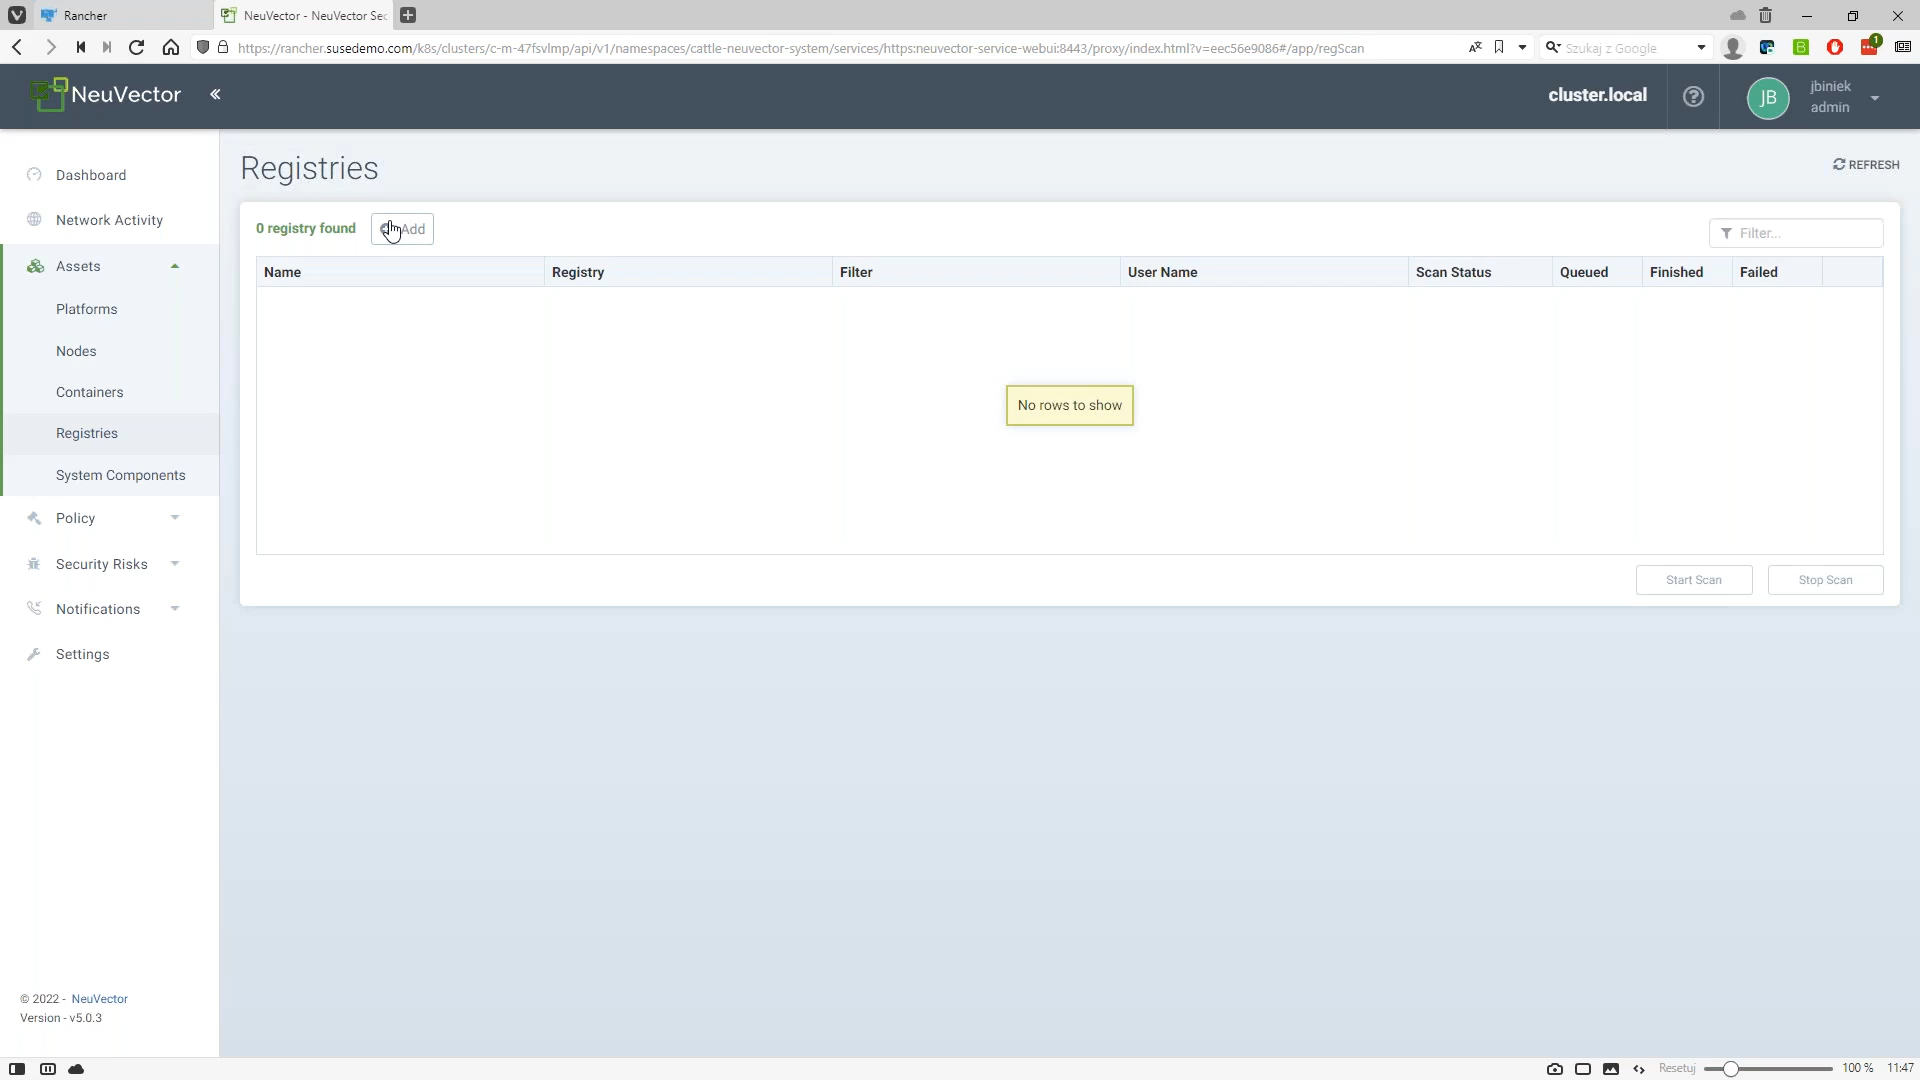 Rancher
NeuVector - NeuVector Sec
https://rancher.susedemo.com/k8s/clusters/c-m-47fsvlmp/api/v1/namespaces/cattle-neuvector-system/services/https:neuvector-service-webui:8443/proxy/index.html?v=eec56e9086#/app/regScan
Szukaj z Google
1
NeuVector
cluster.local
JB
jbiniek
admin
Dashboard
Network Activity
Assets
Platforms
Nodes
Containers
Registries
System Components
Policy
Security Risks
Notifications
Settings
© 2022 - NeuVector
Version - v5.0.3
Registries
REFRESH
0 registry found
Add
Filter...
Name Registry Filter User Name Scan Status Queued Finished Failed
No rows to show
Start Scan Stop Scan
Resetuj 100 % 11:47